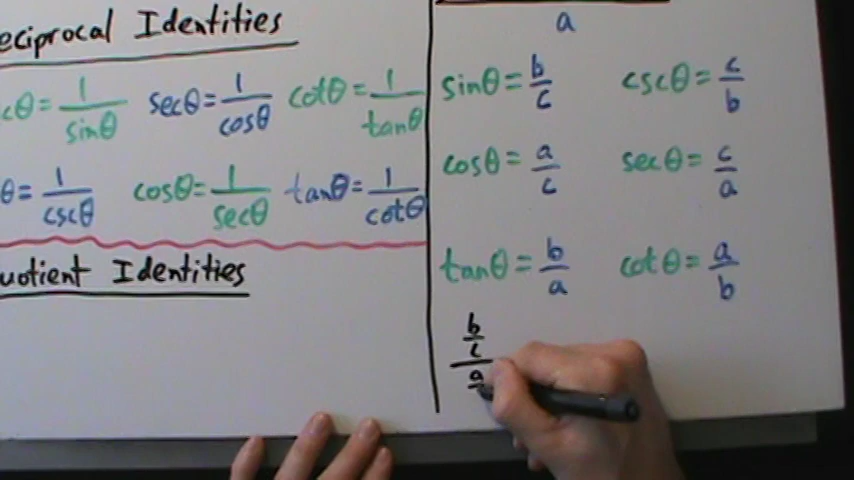 eciprocal Identities
cθ = 1/sinθ secθ = 1/cosθ cotθ = 1/tanθ
θ = 1/cscθ cosθ = 1/secθ tanθ = 1/cotθ
uotient Identities
a
sinθ = b/c cscθ = c/b
cosθ = a/c secθ = c/a
tanθ = b/a cotθ = a/b
b
c
a